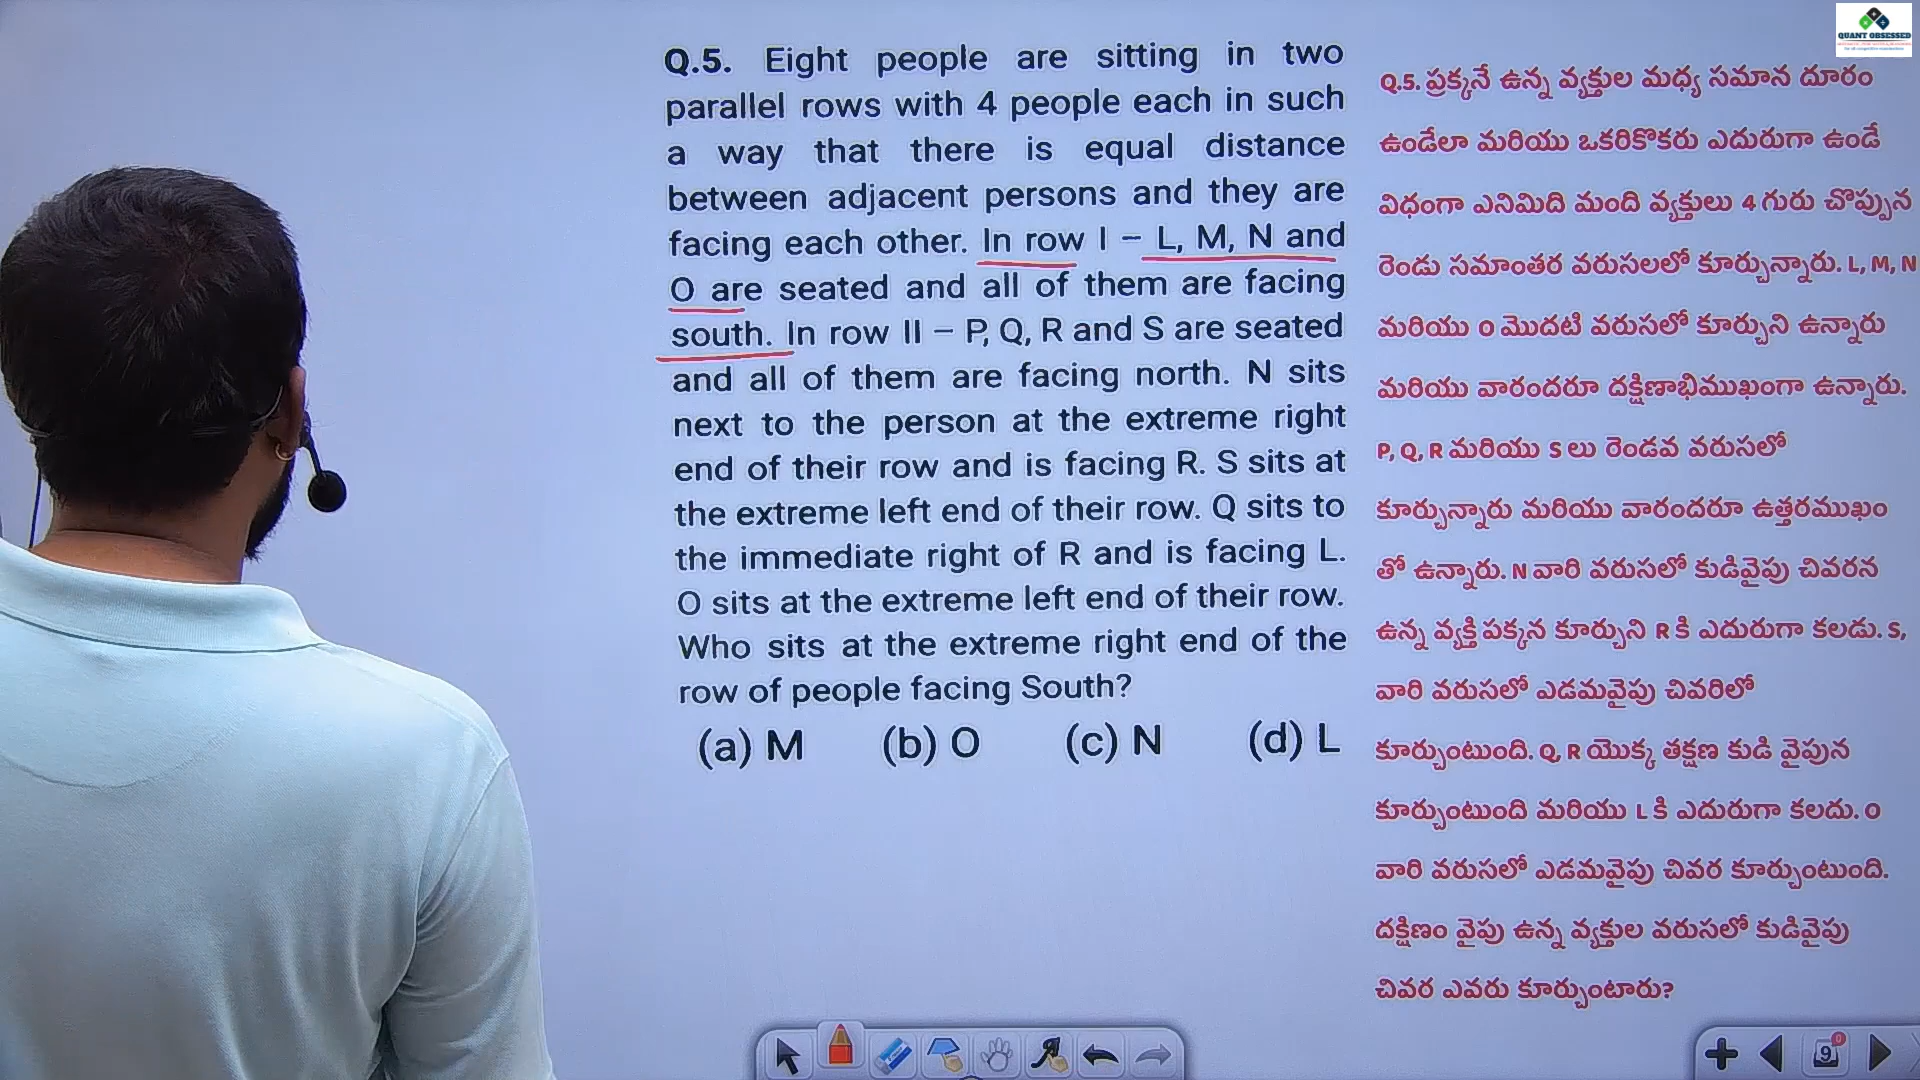 QUANT OBSESSED
Q.5. Eight people are sitting in two
parallel rows with 4 people each in such
a way that there is equal distance
between adjacent persons and they are
facing each other. In row I – L, M, N and
O are seated and all of them are facing
south. In row II – P, Q, R and S are seated
and all of them are facing north. N sits
next to the person at the extreme right
end of their row and is facing R. S sits at
the extreme left end of their row. Q sits to
the immediate right of R and is facing L.
O sits at the extreme left end of their row.
Who sits at the extreme right end of the
row of people facing South?
(a) M (b) O (c) N (d) L
Q.5. ప్రక్కనే ఉన్న వ్యక్తుల మధ్య సమాన దూరం
ఉండేలా మరియు ఒకరికొకరు ఎదురుగా ఉండే
విధంగా ఎనిమిది మంది వ్యక్తులు 4 గురు చొప్పున
రెండు సమాంతర వరుసలలో కూర్చున్నారు. L, M, N
మరియు O మొదటి వరుసలో కూర్చుని ఉన్నారు
మరియు వారందరూ దక్షిణాభిముఖంగా ఉన్నారు.
P, Q, R మరియు S లు రెండవ వరుసలో
కూర్చున్నారు మరియు వారందరూ ఉత్తరముఖం
తో ఉన్నారు. N వారి వరుసలో కుడివైపు చివరన
ఉన్న వ్యక్తి పక్కన కూర్చుని R కి ఎదురుగా కలడు. S,
వారి వరుసలో ఎడమవైపు చివరిలో
కూర్చుంటుంది. Q, R యొక్క తక్షణ కుడి వైపున
కూర్చుంటుంది మరియు L కి ఎదురుగా కలదు. O
వారి వరుసలో ఎడమవైపు చివర కూర్చుంటుంది.
దక్షిణం వైపు ఉన్న వ్యక్తుల వరుసలో కుడివైపు
చివర ఎవరు కూర్చుంటారు?
9
0